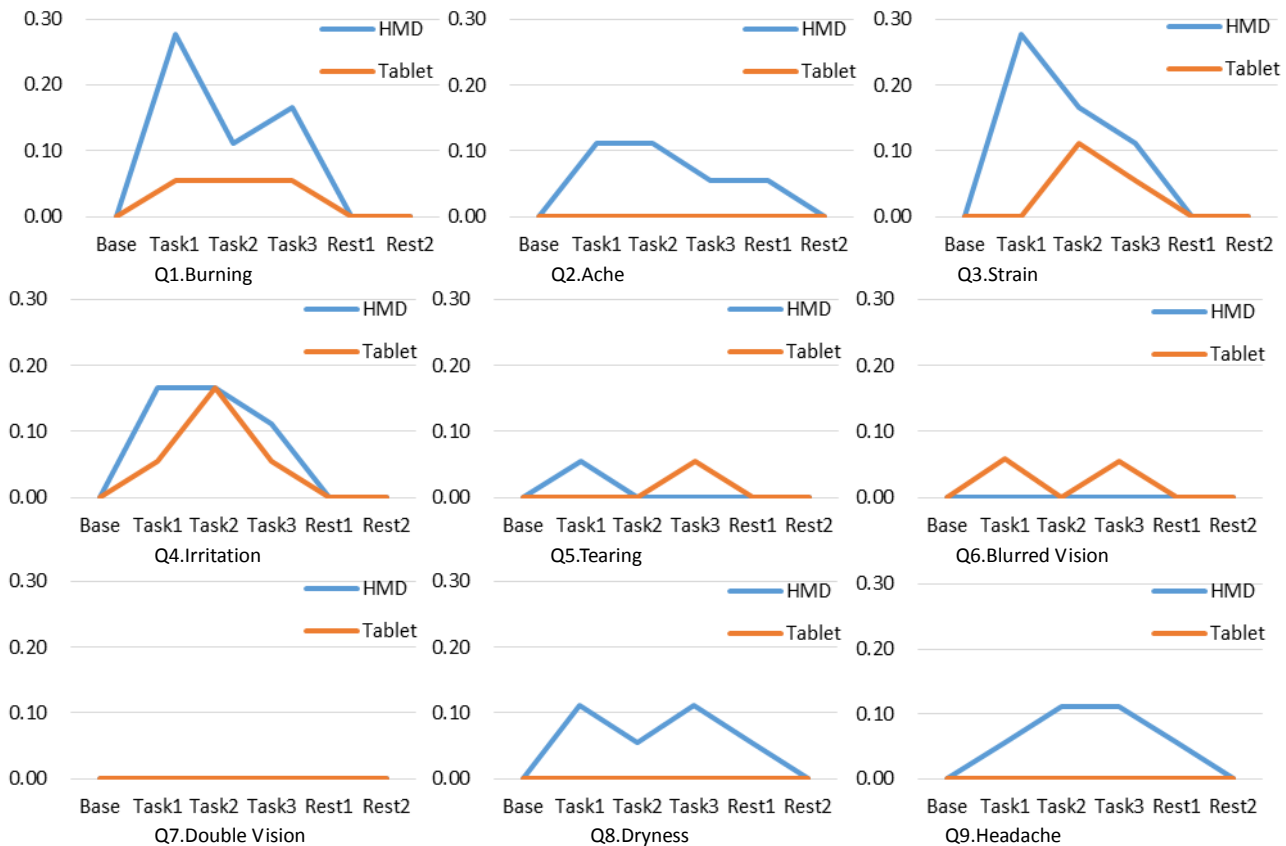 0.30 0.30 0.30
HMD HMD HMD
0.20 0.20 0.20
Tablet Tablet Tablet
0.10 0.10 0.10
0.00 0.00 0.00
Base Task1 Task2 Task3 Rest1 Rest2 Base Task1 Task2 Task3 Rest1 Rest2 Base Task1 Task2 Task3 Rest1 Rest2
Q1.Burning Q2.Ache Q3.Strain
0.30 0.30 0.30
HMD HMD HMD
0.20 0.20 0.20
Tablet Tablet Tablet
0.10 0.10 0.10
0.00 0.00 0.00
Base Task1 Task2 Task3 Rest1 Rest2 Base Task1 Task2 Task3 Rest1 Rest2 Base Task1 Task2 Task3 Rest1 Rest2
Q4.Irritation Q5.Tearing Q6.Blurred Vision
0.30 0.30 0.30
HMD HMD HMD
0.20 0.20 0.20
Tablet Tablet Tablet
0.10 0.10 0.10
0.00 0.00 0.00
Base Task1 Task2 Task3 Rest1 Rest2 Base Task1 Task2 Task3 Rest1 Rest2 Base Task1 Task2 Task3 Rest1 Rest2
Q7.Double Vision Q8.Dryness Q9.Headache